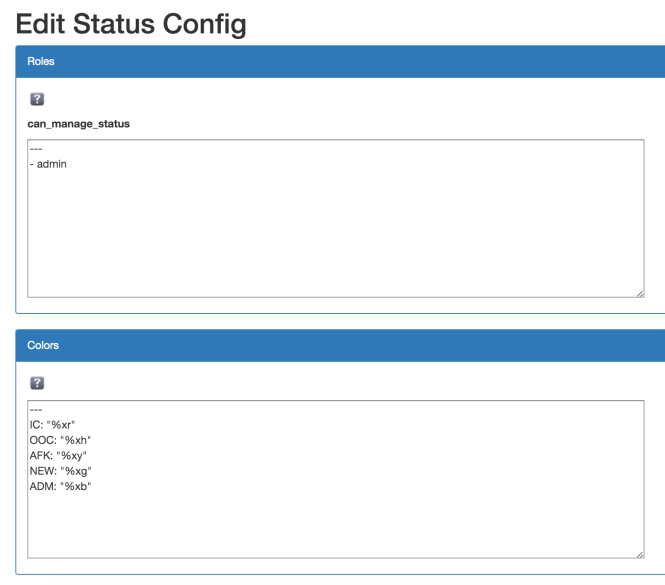 Edit Status Config
Roles
?
can_manage_status
---
- admin
Colors
?
---
IC: "%xr"
OOC: "%xh"
AFK: "%xy"
NEW: "%xg"
ADM: "%xb"